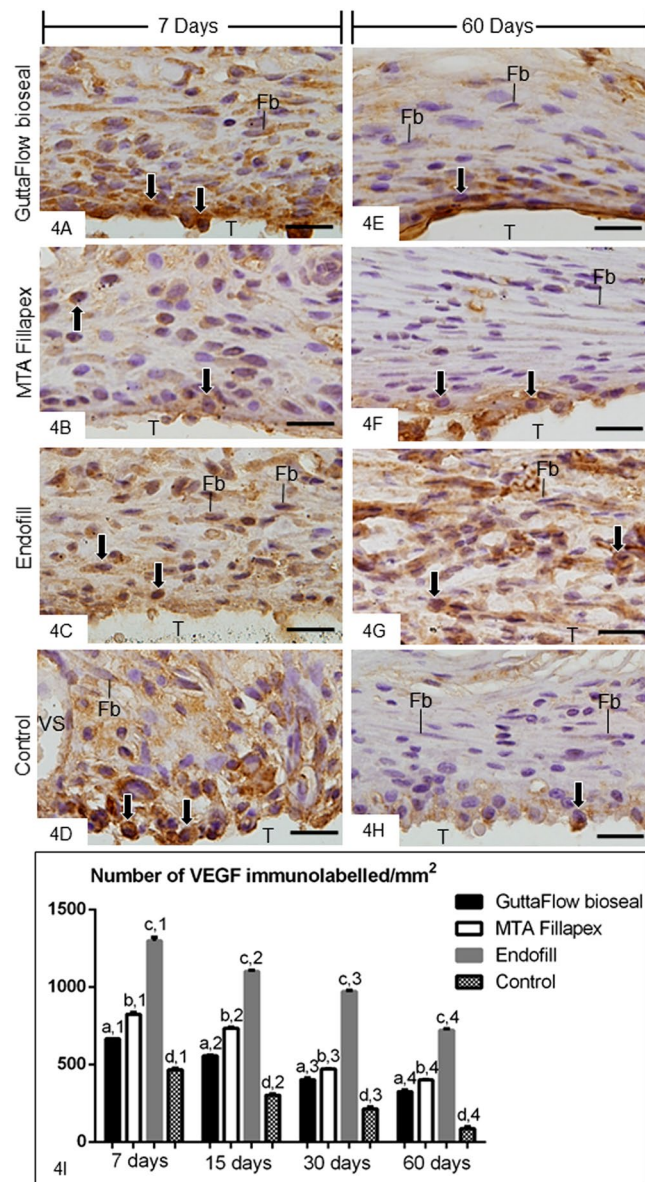 7 Days 60 Days
GuttaFlow bioseal
Fb
4A
T
Fb
Fb
4E
T
MTA Fillapex
4B
T
Fb
4F
T
Endofill
Fb
Fb
4C
T
Fb
4G
T
Control
VS
Fb
4D
T
Fb
Fb
4H
T
Number of VEGF immunolabelled/mm²
GuttaFlow bioseal
MTA Fillapex
Endofill
Control
1500
1000
500
0
a,1 b,1 c,1 d,1
a,2 b,2 c,2 d,2
a,3 b,3 c,3 d,3
a,4 b,4 c,4 d,4
7 days 15 days 30 days 60 days
4I